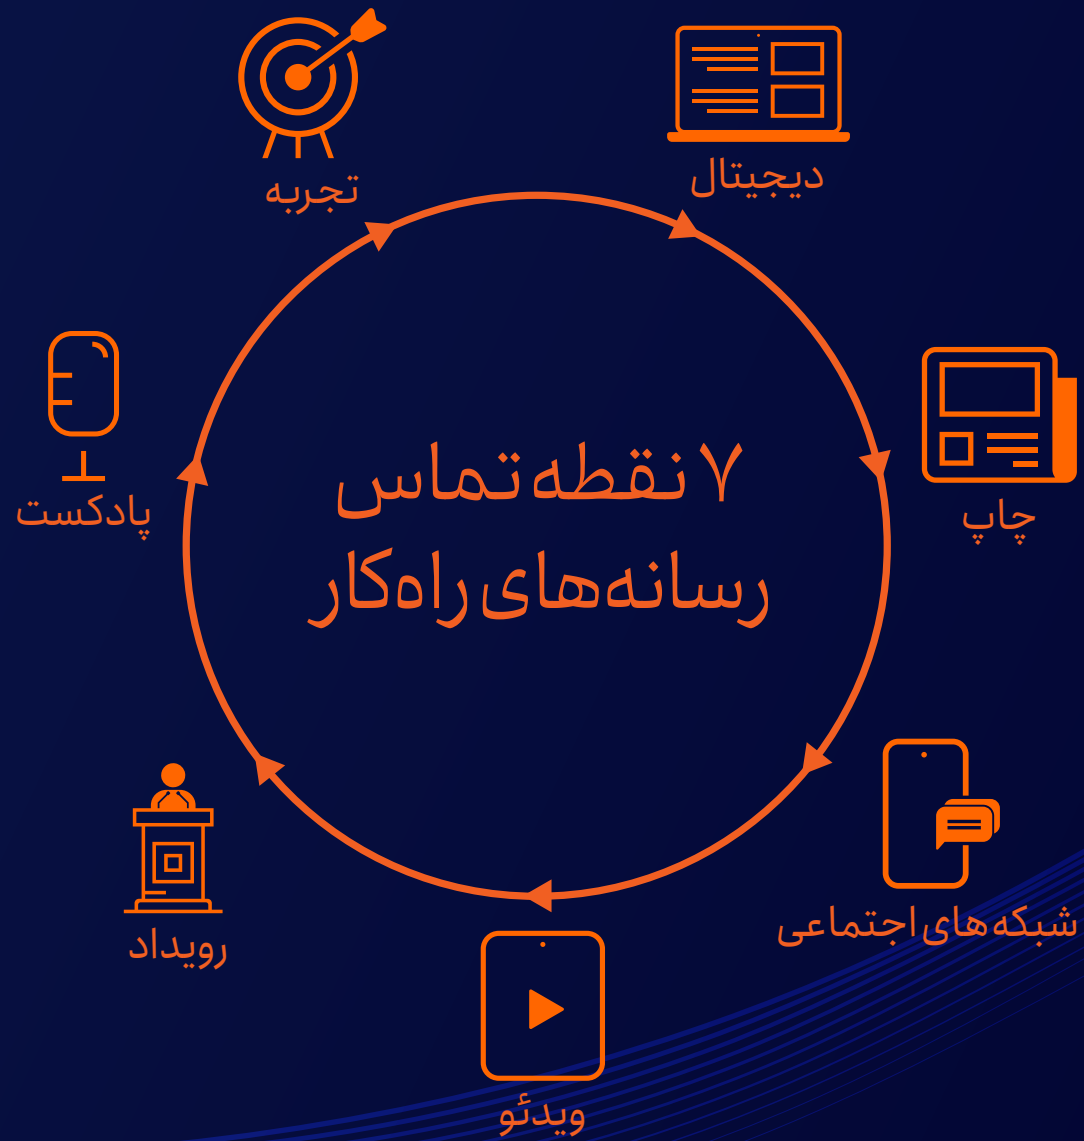 تجربه
دیجیتال
چاپ
شبکه های اجتماعی
ویدئو
رویداد
پادکست
۷ نقطه تماس
رسانه‌های راه‌کار